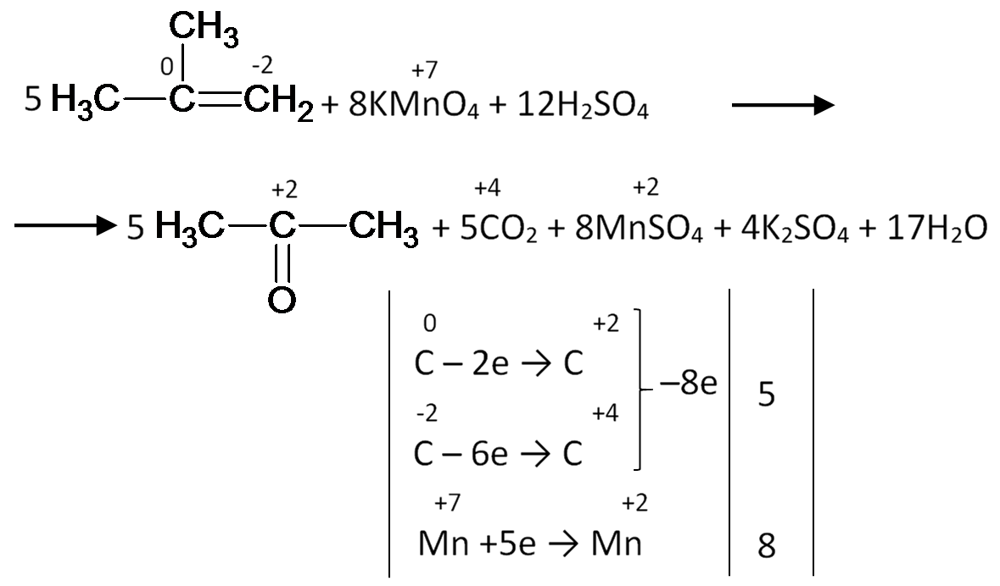 CH₃
0 -2 +7
5 H₃C—C=CH₂ + 8KMnO₄ + 12H₂SO₄ ⟶
+2 +4 +2
⟶ 5 H₃C—C—CH₃ + 5CO₂ + 8MnSO₄ + 4K₂SO₄ + 17H₂O
O
0 +2
C – 2e → C
–8e 5
-2 +4
C – 6e → C
+7 +2
Mn +5e → Mn 8